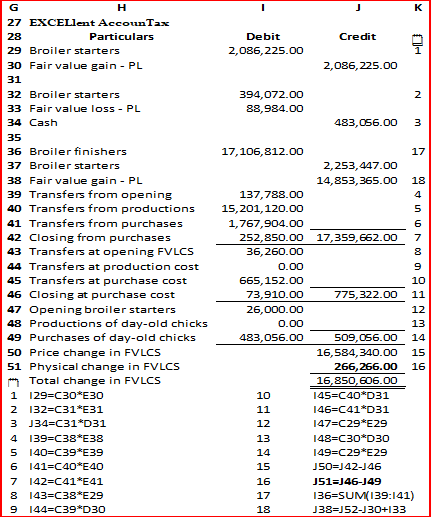 G H I J K
27 EXCELlent AccounTax
28 Particulars Debit Credit
29 Broiler starters 2,086,225.00 1
30 Fair value gain - PL 2,086,225.00
31
32 Broiler starters 394,072.00 2
33 Fair value loss - PL 88,984.00
34 Cash 483,056.00 3
35
36 Broiler finishers 17,106,812.00 17
37 Broiler starters 2,253,447.00
38 Fair value gain - PL 14,853,365.00 18
39 Transfers from opening 137,788.00 4
40 Transfers from productions 15,201,120.00 5
41 Transfers from purchases 1,767,904.00 6
42 Closing from purchases 252,850.00 17,359,662.00 7
43 Transfers at opening FVLCS 36,260.00 8
44 Transfers at production cost 0.00 9
45 Transfers at purchase cost 665,152.00 10
46 Closing at purchase cost 73,910.00 775,322.00 11
47 Opening broiler starters 26,000.00 12
48 Productions of day-old chicks 0.00 13
49 Purchases of day-old chicks 483,056.00 509,056.00 14
50 Price change in FVLCS 16,584,340.00 15
51 Physical change in FVLCS 266,266.00 16
Total change in FVLCS 16,850,606.00
1 I29=C30*E30 10 I45=C40*D31
2 I32=C31*E31 11 I46=C41*D31
3 J34=C31*D31 12 I47=C29*E29
4 I39=C38*E38 13 I48=C30*D30
5 I40=C39*E39 14 I49=C29*E29
6 I41=C40*E40 15 J50=J42-J46
7 I42=C41*E41 16 J51=J46-J49
8 I43=C38*E29 17 I36=SUM(I39:I41)
9 I44=C39*D30 18 J38=J52-J30+I33